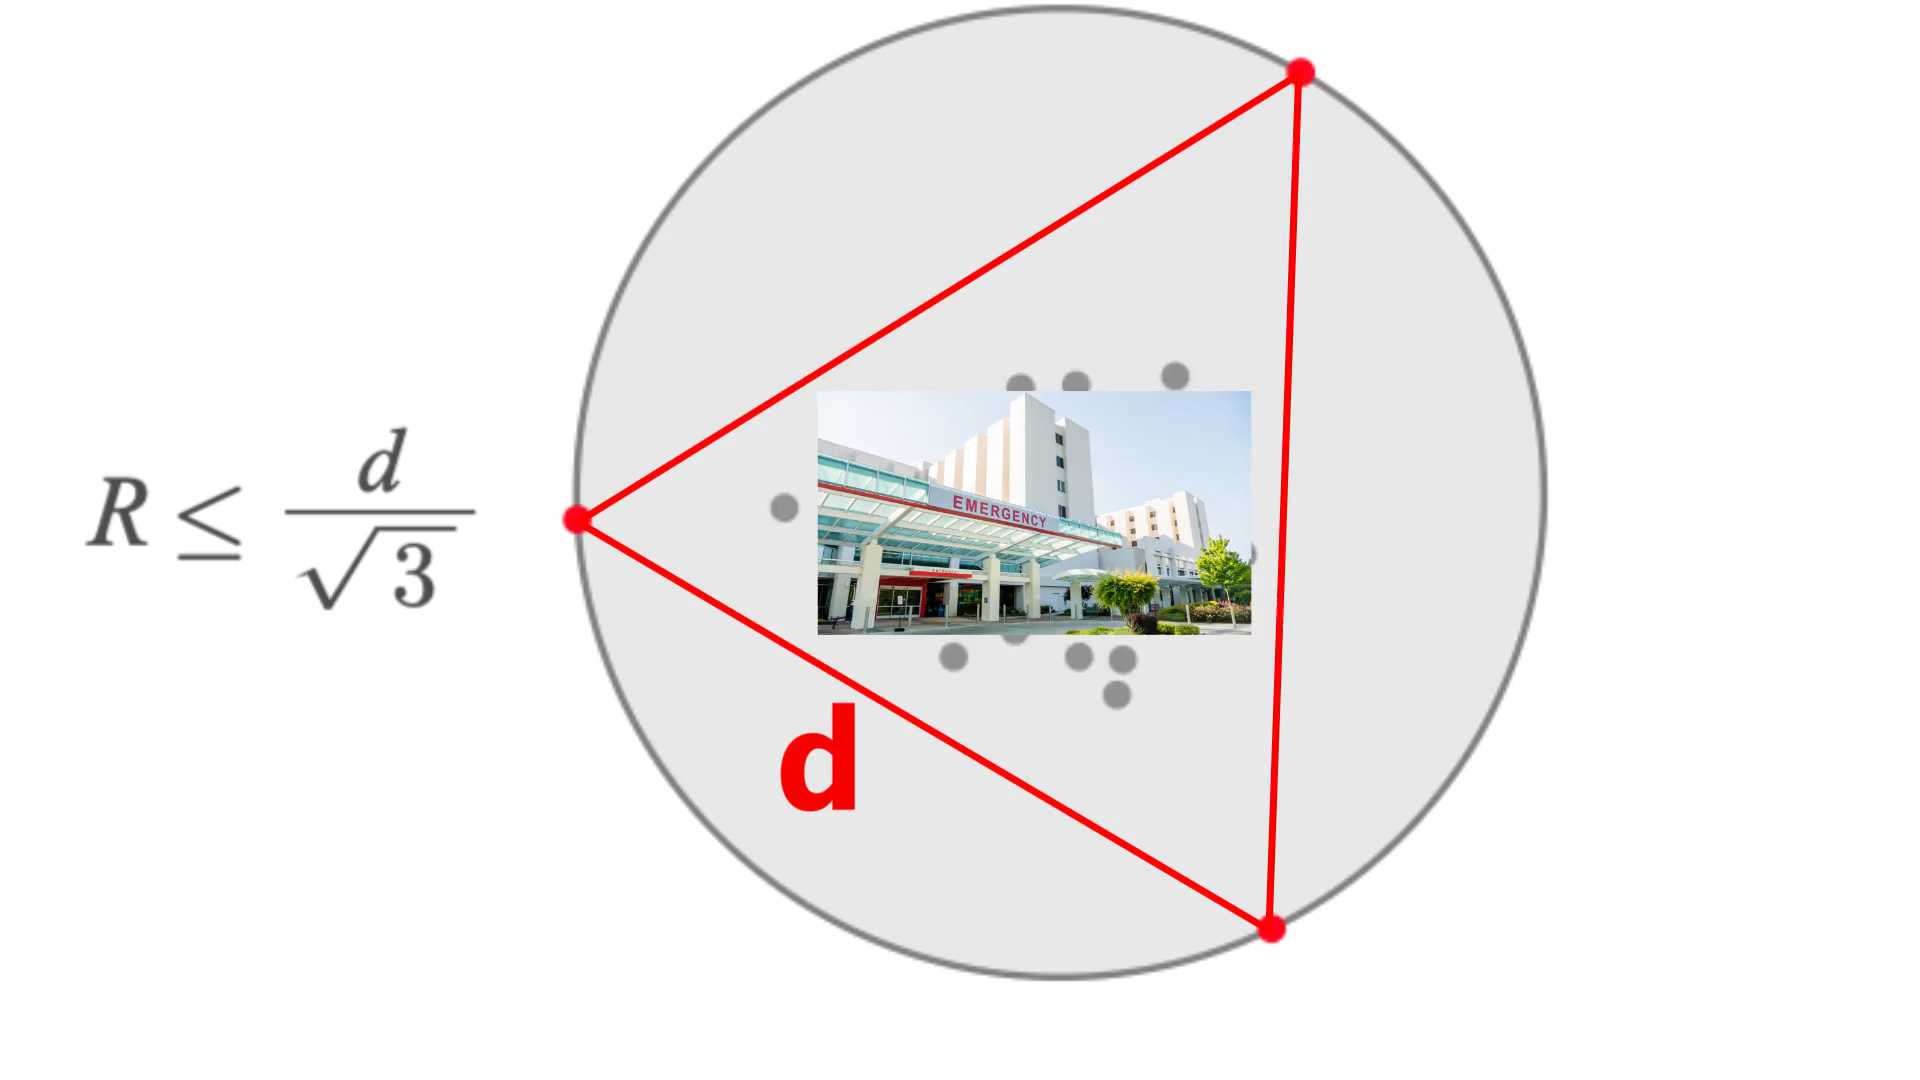 R ≤ d / √3
EMERGENCY
d